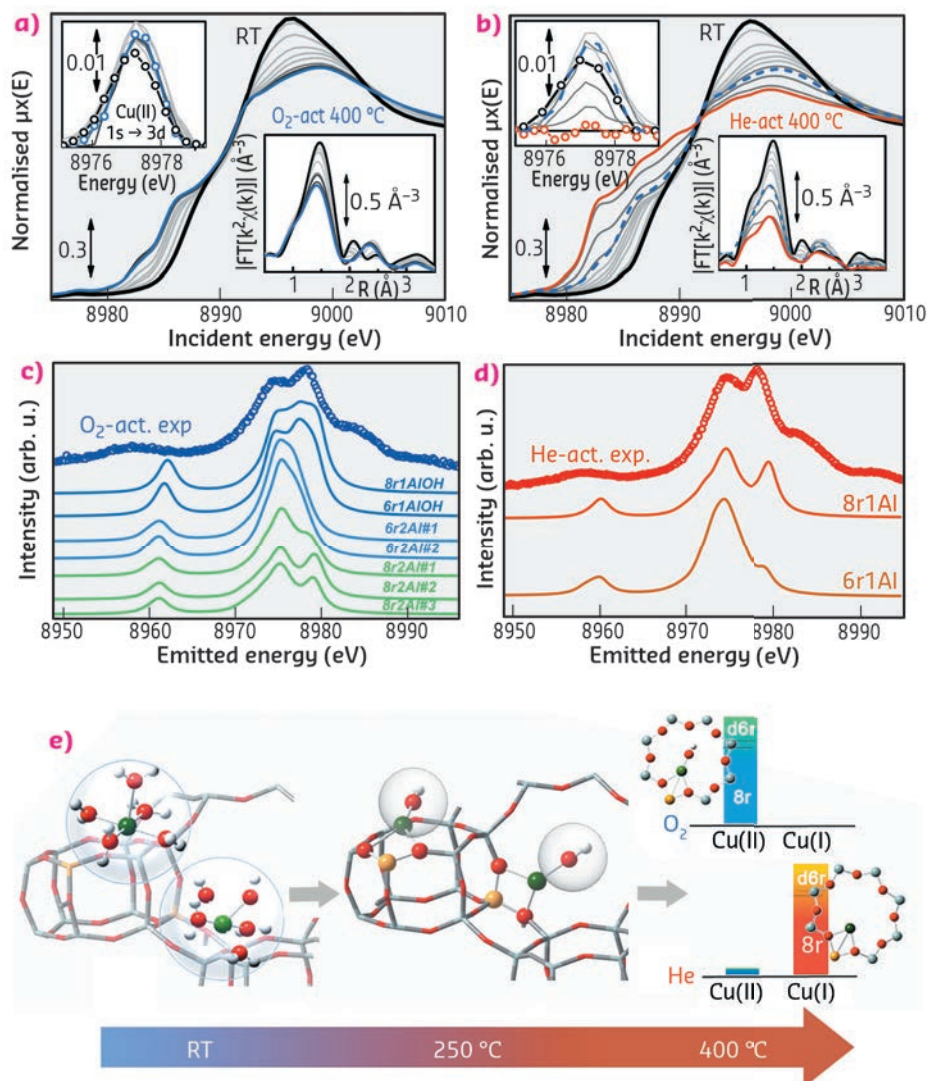 a)
Normalised µx(E)
0.01
Cu(II)
1s → 3d
8976 8978
Energy (eV)
RT
O₂-act 400 °C
|FT[k²χ(k)]| (Å⁻³)
0.5 Å⁻³
1 2 3
R (Å)
0.3
8980 8990 9000 9010
Incident energy (eV)
b)
Normalised µx(E)
0.01
8976 8978
Energy (eV)
RT
He-act 400 °C
|FT[k²χ(k)]| (Å⁻³)
0.5 Å⁻³
1 2 3
R (Å)
0.3
8980 8990 9000 9010
Incident energy (eV)
c)
Intensity (arb. u.)
O₂-act. exp
8r1AlOH
6r1AlOH
6r2Al#1
6r2Al#2
8r2Al#1
8r2Al#2
8r2Al#3
8950 8960 8970 8980 8990
Emitted energy (eV)
d)
Intensity (arb. u.)
He-act. exp.
8r1Al
6r1Al
8950 8960 8970 8980 8990
Emitted energy (eV)
e)
d6r
8r
O₂
Cu(II) Cu(I)
d6r
8r
He
Cu(II) Cu(I)
RT 250 °C 400 °C